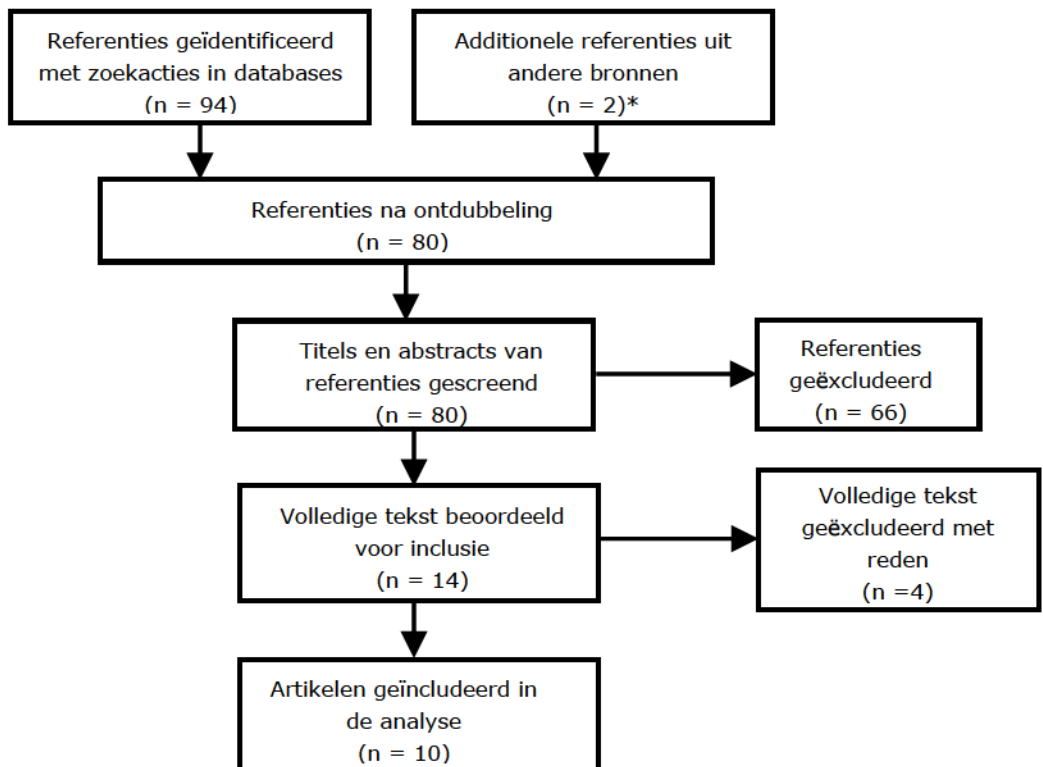 Referenties geïdentificeerd
met zoekacties in databases
(n = 94)
Additionele referenties uit
andere bronnen
(n = 2)*
Referenties na ontdubbeling
(n = 80)
Titels en abstracts van
referenties gescreend
(n = 80)
Referenties
geëxcludeerd
(n = 66)
Volledige tekst beoordeeld
voor inclusie
(n = 14)
Volledige tekst
geëxcludeerd met
reden
(n =4)
Artikelen geïncludeerd in
de analyse
(n = 10)